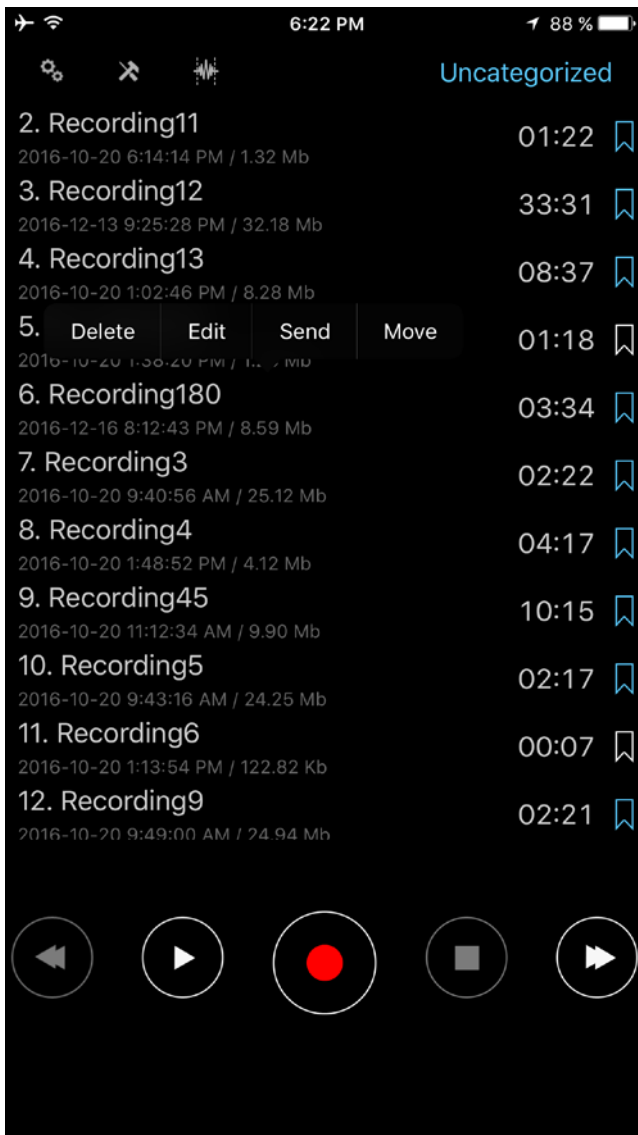 6:22 PM 88 %
Uncategorized
2. Recording11
01:22
2016-10-20 6:14:14 PM / 1.32 Mb
3. Recording12
33:31
2016-12-13 9:25:28 PM / 32.18 Mb
4. Recording13
08:37
2016-10-20 1:02:46 PM / 8.28 Mb
5.
Delete Edit Send Move
01:18
2016-10-20 1:38:20 PM / Mb
6. Recording180
03:34
2016-12-16 8:12:43 PM / 8.59 Mb
7. Recording3
02:22
2016-10-20 9:40:56 AM / 25.12 Mb
8. Recording4
04:17
2016-10-20 1:48:52 PM / 4.12 Mb
9. Recording45
10:15
2016-10-20 11:12:34 AM / 9.90 Mb
10. Recording5
02:17
2016-10-20 9:43:16 AM / 24.25 Mb
11. Recording6
00:07
2016-10-20 1:13:54 PM / 122.82 Kb
12. Recording9
02:21
2016-10-20 9:49:00 AM / 24.94 Mb